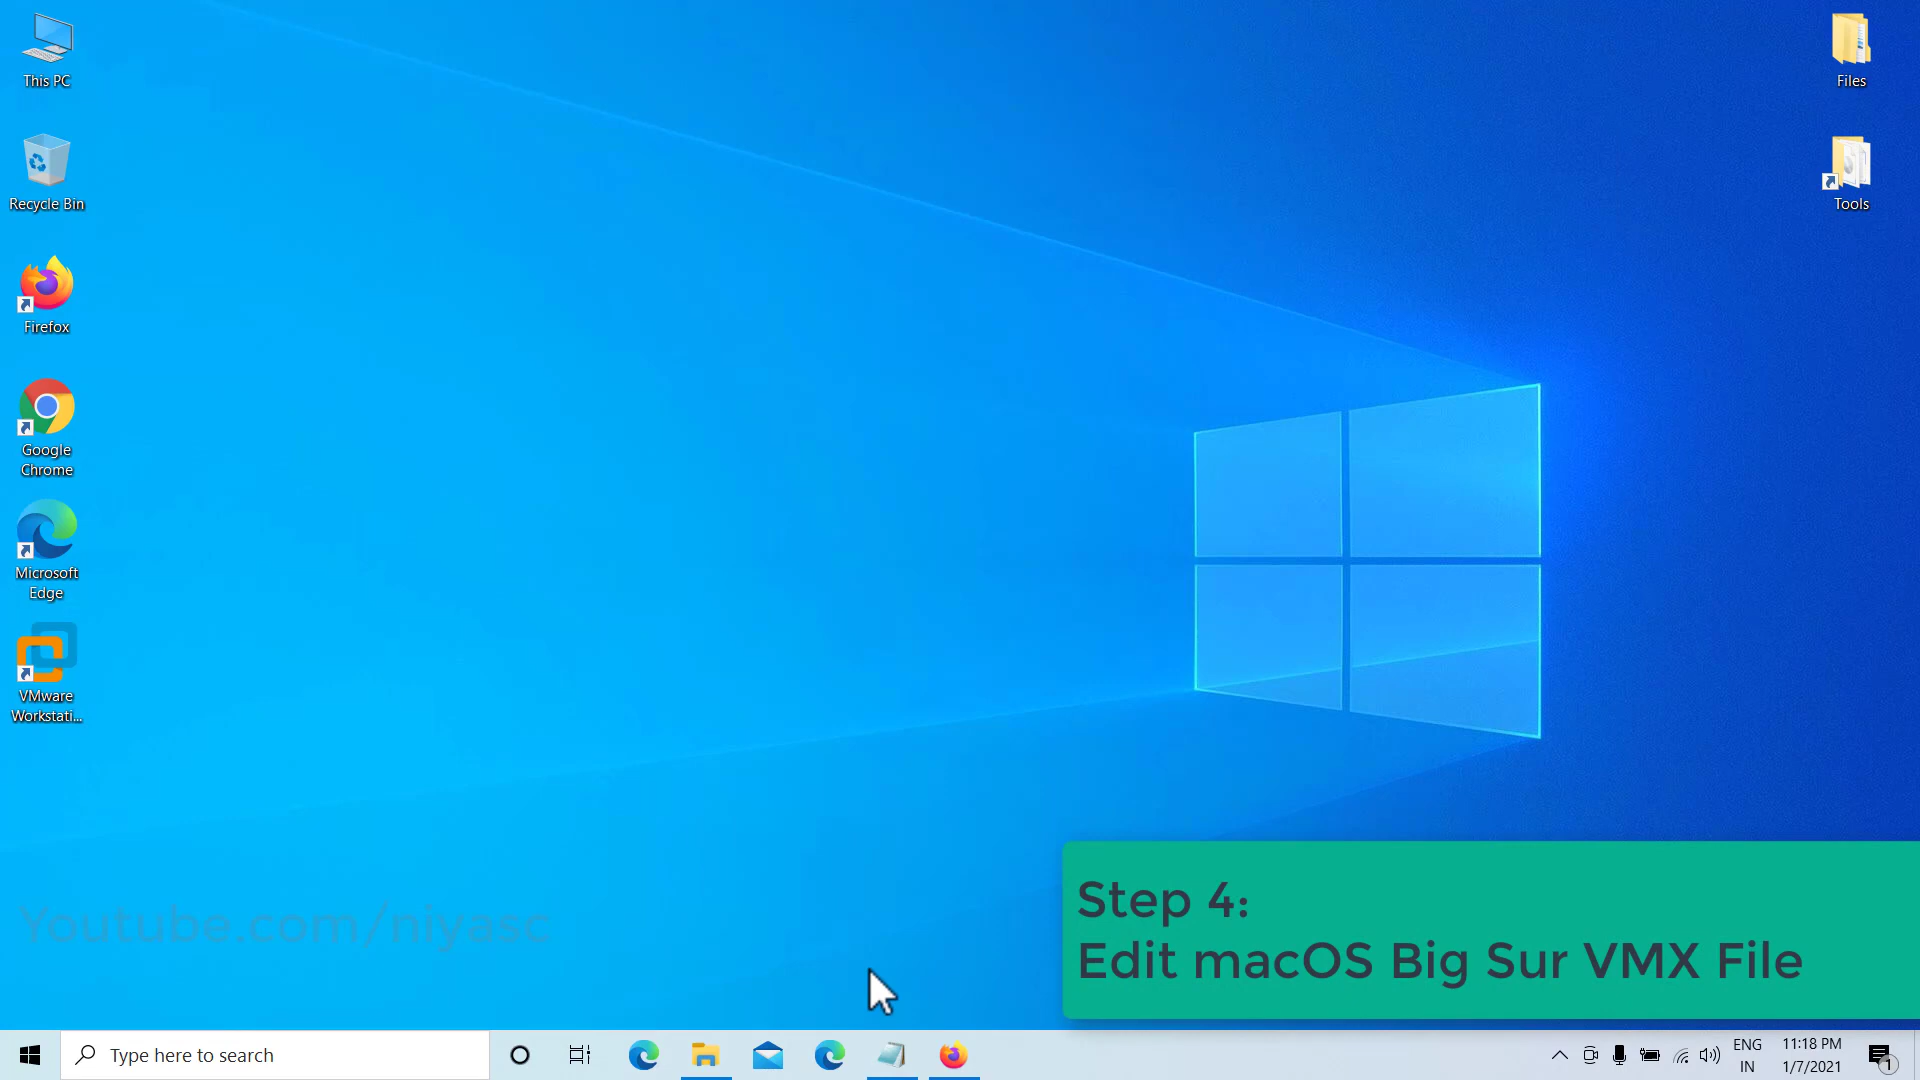 This PC
Recycle Bin
Firefox
Google
Chrome
Microsoft
Edge
VMware
Workstati...
Files
Tools
Youtube.com/niyasc
Step 4:
Edit macOS Big Sur VMX File
Type here to search
ENG
IN
11:18 PM
1/7/2021
1